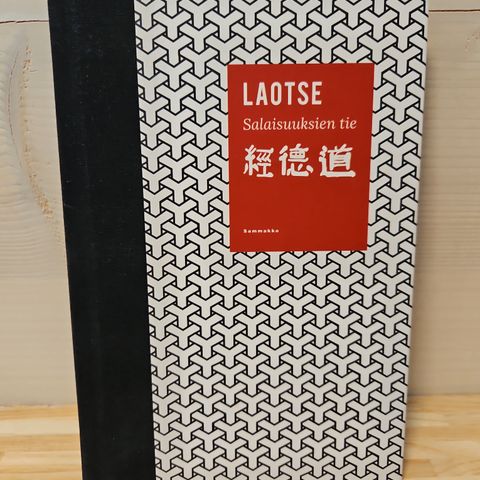 LAOTSE
Salaisuuksien tie
經德道
Sammakko